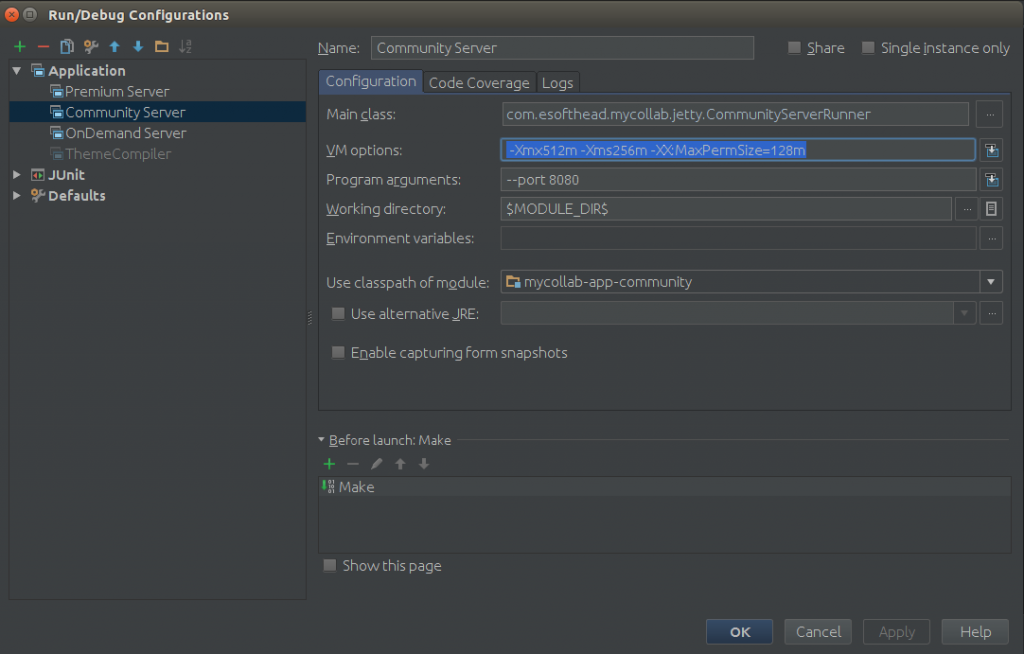 Run/Debug Configurations
Name: Community Server Share Single instance only
Application
Premium Server
Community Server
OnDemand Server
ThemeCompiler
JUnit
Defaults
Configuration Code Coverage Logs
Main class: com.esofthead.mycollab.jetty.CommunityServerRunner ...
VM options: -Xmx512m -Xms256m -XX:MaxPermSize=128m
Program arguments: --port 8080
Working directory: $MODULE_DIR$ ...
Environment variables: ...
Use classpath of module: mycollab-app-community
Use alternative JRE: ...
Enable capturing form snapshots
Before launch: Make
Make
Show this page
OK Cancel Apply Help